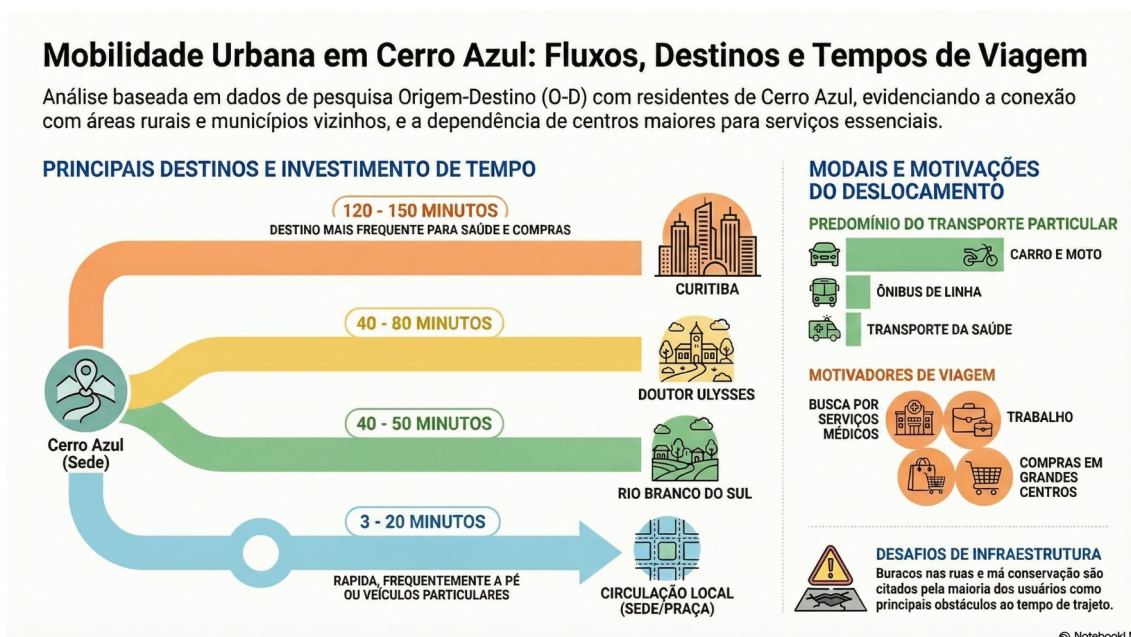 Mobilidade Urbana em Cerro Azul: Fluxos, Destinos e Tempos de Viagem
Análise baseada em dados de pesquisa Origem-Destino (O-D) com residentes de Cerro Azul, evidenciando a conexão
com áreas rurais e municípios vizinhos, e a dependência de centros maiores para serviços essenciais.
PRINCIPAIS DESTINOS E INVESTIMENTO DE TEMPO
120 - 150 MINUTOS
DESTINO MAIS FREQUENTE PARA SAÚDE E COMPRAS
CURITIBA
40 - 80 MINUTOS
DOUTOR ULYSSES
Cerro Azul
(Sede)
40 - 50 MINUTOS
RIO BRANCO DO SUL
3 - 20 MINUTOS
RAPIDA, FREQUENTEMENTE A PÉ
OU VEÍCULOS PARTICULARES
CIRCULAÇÃO LOCAL
(SEDE/PRAÇA)
MODAIS E MOTIVAÇÕES
DO DESLOCAMENTO
PREDOMÍNIO DO TRANSPORTE PARTICULAR
CARRO E MOTO
ÔNIBUS DE LINHA
TRANSPORTE DA SAÚDE
MOTIVADORES DE VIAGEM
BUSCA POR
SERVIÇOS
MÉDICOS
TRABALHO
COMPRAS EM
GRANDES
CENTROS
DESAFIOS DE INFRAESTRUTURA
Buracos nas ruas e má conservação são
citados pela maioria dos usuários como
principais obstáculos ao tempo de trajeto.